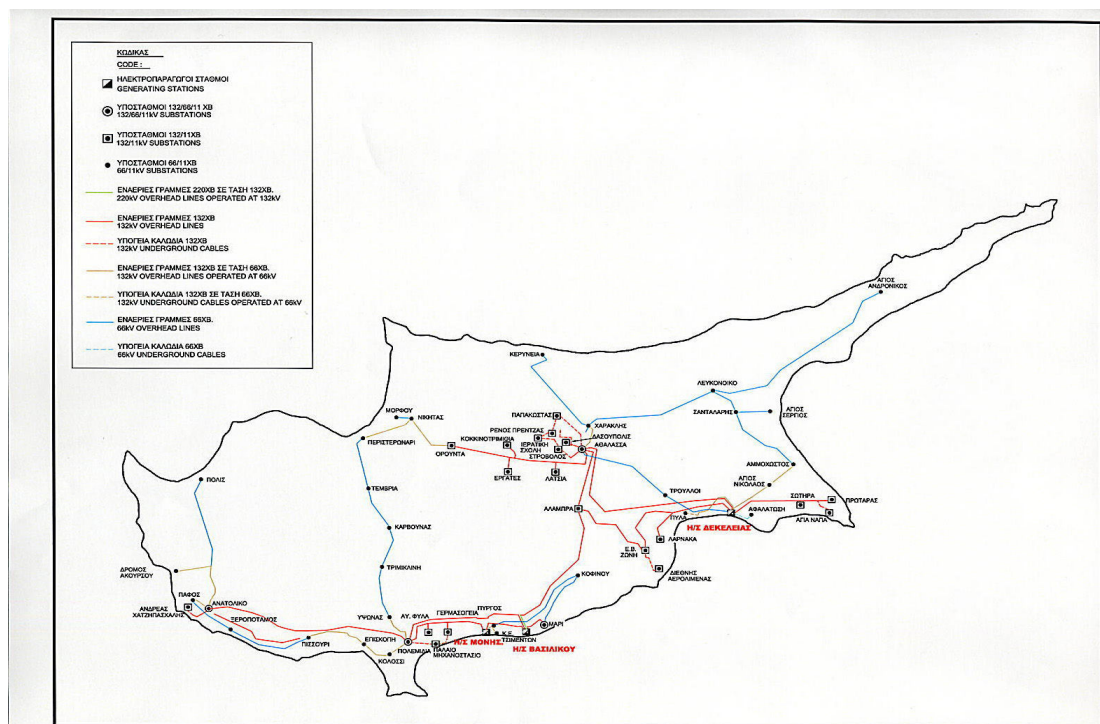 ΚΩΔΙΚΑΣ
CODE :
ΗΛΕΚΤΡΟΠΑΡΑΓΩΓΟΙ ΣΤΑΘΜΟΙ
GENERATING STATIONS
ΥΠΟΣΤΑΘΜΟΙ 132/66/11 ΧΒ
132/66/11kV SUBSTATIONS
ΥΠΟΣΤΑΘΜΟΙ 132/11ΧΒ
132/11kV SUBSTATIONS
ΥΠΟΣΤΑΘΜΟΙ 66/11ΧΒ
66/11kV SUBSTATIONS
ΕΝΑΕΡΙΕΣ ΓΡΑΜΜΕΣ 220ΧΒ ΣΕ ΤΑΣΗ 132ΧΒ.
220kV OVERHEAD LINES OPERATED AT 132kV
ΕΝΑΕΡΙΕΣ ΓΡΑΜΜΕΣ 132ΧΒ
132kV OVERHEAD LINES
ΥΠΟΓΕΙΑ ΚΑΛΩΔΙΑ 132ΧΒ
132kV UNDERGROUND CABLES
ΕΝΑΕΡΙΕΣ ΓΡΑΜΜΕΣ 132ΧΒ ΣΕ ΤΑΣΗ 66ΧΒ.
132kV OVERHEAD LINES OPERATED AT 66kV
ΥΠΟΓΕΙΑ ΚΑΛΩΔΙΑ 132ΧΒ ΣΕ ΤΑΣΗ 66ΧΒ.
132kV UNDERGROUND CABLES OPERATED AT 66kV
ΕΝΑΕΡΙΕΣ ΓΡΑΜΜΕΣ 66ΧΒ.
66kV OVERHEAD LINES
ΥΠΟΓΕΙΑ ΚΑΛΩΔΙΑ 66ΧΒ
66kV UNDERGROUND CABLES
ΑΓΙΟΣ
ΑΝΔΡΟΝΙΚΟΣ
ΚΕΡΥΝΕΙΑ
ΛΕΥΚΟΝΟΙΚΟ
ΜΟΡΦΟΥ
ΝΙΚΗΤΑΣ
ΠΑΠΑΚΩΣΤΑΣ
ΧΑΡΑΚΛΗΣ
ΣΑΝΤΑΛΑΡΗΣ
ΑΓΙΟΣ
ΣΕΡΓΙΟΣ
ΠΕΡΙΣΤΕΡΩΝΑΡΙ
ΡΕΝΟΣ ΠΡΕΝΤΖΑΣ
ΚΟΚΚΙΝΟΤΡΙΜΙΘΙΑ
ΙΕΡΑΤΙΚΗ
ΣΧΟΛΗ
ΔΑΣΟΥΠΟΛΙΣ
ΑΘΑΛΑΣΣΑ
ΣΤΡΟΒΟΛΟΣ
ΟΡΟΥΝΤΑ
ΕΡΓΑΤΕΣ
ΛΑΤΣΙΑ
ΑΜΜΟΧΩΣΤΟΣ
ΑΓΙΟΣ
ΝΙΚΟΛΑΟΣ
ΠΟΛΙΣ
ΤΕΜΒΡΙΑ
ΤΡΟΥΛΛΟΙ
ΣΩΤΗΡΑ
ΠΡΩΤΑΡΑΣ
ΑΛΑΜΠΡΑ
ΠΥΛΑ
ΑΦΑΛΑΤΩΣΗ
ΑΓΙΑ ΝΑΠΑ
Η/Σ ΔΕΚΕΛΕΙΑΣ
ΚΑΡΒΟΥΝΑΣ
ΛΑΡΝΑΚΑ
Ε.Β.
ΖΩΝΗ
ΔΙΕΘΝΗΣ
ΑΕΡΟΛΙΜΕΝΑΣ
ΤΡΙΜΙΚΛΙΝΗ
ΚΟΦΙΝΟΥ
ΔΡΟΜΟΣ
ΑΚΟΥΡΣΟΥ
ΠΑΦΟΣ
ΑΝΑΤΟΛΙΚΟ
ΑΝΔΡΕΑΣ
ΧΑΤΖΗΠΑΣΧΑΛΗΣ
ΞΕΡΟΠΟΤΑΜΟΣ
ΥΨΩΝΑΣ
ΑΥ. ΦΥΛΑ
ΓΕΡΜΑΣΟΓΕΙΑ
ΠΥΡΓΟΣ
ΜΑΡΙ
ΠΙΣΣΟΥΡΙ
ΕΠΙΣΚΟΠΗ
ΚΟΛΟΣΣΙ
ΠΟΛΕΜΙΔΙΑ
ΠΑΛΑΙΟ
ΜΗΧΑΝΟΣΤΑΣΙΟ
Η/Σ ΜΟΝΗΣ
Κ.Ε.
ΤΣΙΜΕΝΤΩΝ
Η/Σ ΒΑΣΙΛΙΚΟΥ